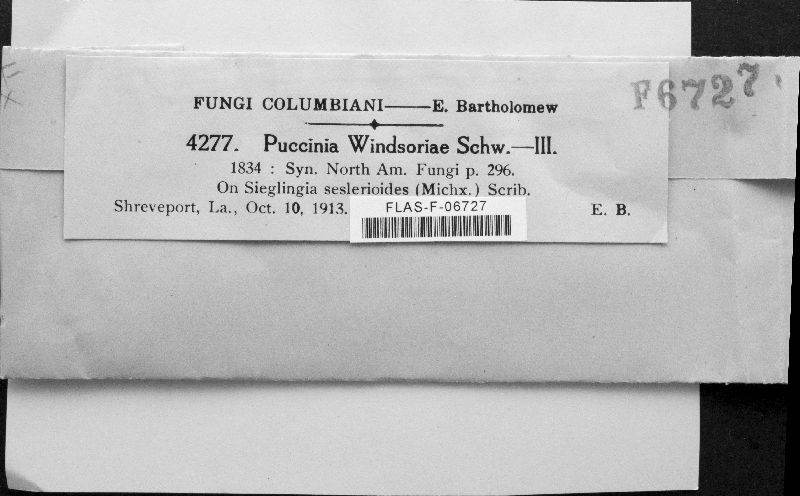 FUNGI COLUMBIANI—E. Bartholomew
F6727
4277. Puccinia Windsoriae Schw.—III.
1834 : Syn. North Am. Fungi p. 296.
On Sieglingia seslerioides (Michx.) Scrib.
Shreveport, La., Oct. 10, 1913. E. B.
FLAS-F-06727